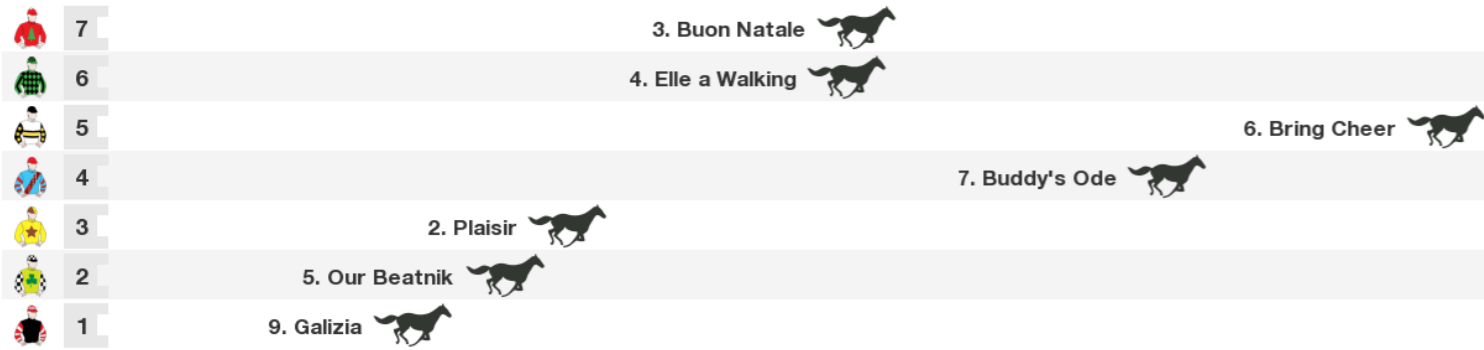 7 3. Buon Natale
6 4. Elle a Walking
5 6. Bring Cheer
4 7. Buddy's Ode
3 2. Plaisir
2 5. Our Beatnik
1 9. Galizia